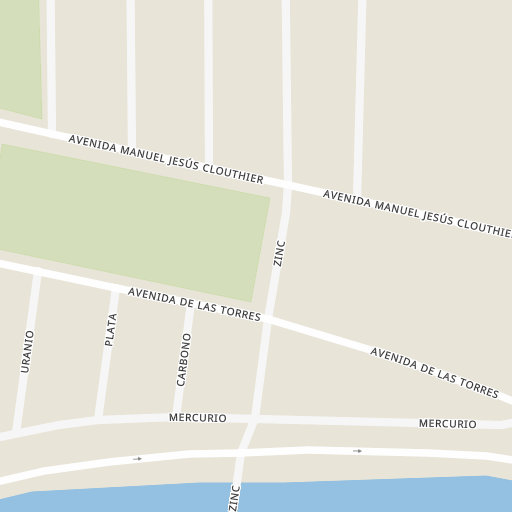 AVENIDA MANUEL JESÚS CLOUTHIER
AVENIDA MANUEL JESÚS CLOUTHIER
ZINC
AVENIDA DE LAS TORRES
PLATA
URANIO
CARBONO
AVENIDA DE LAS TORRES
MERCURIO
MERCURIO
ZINC